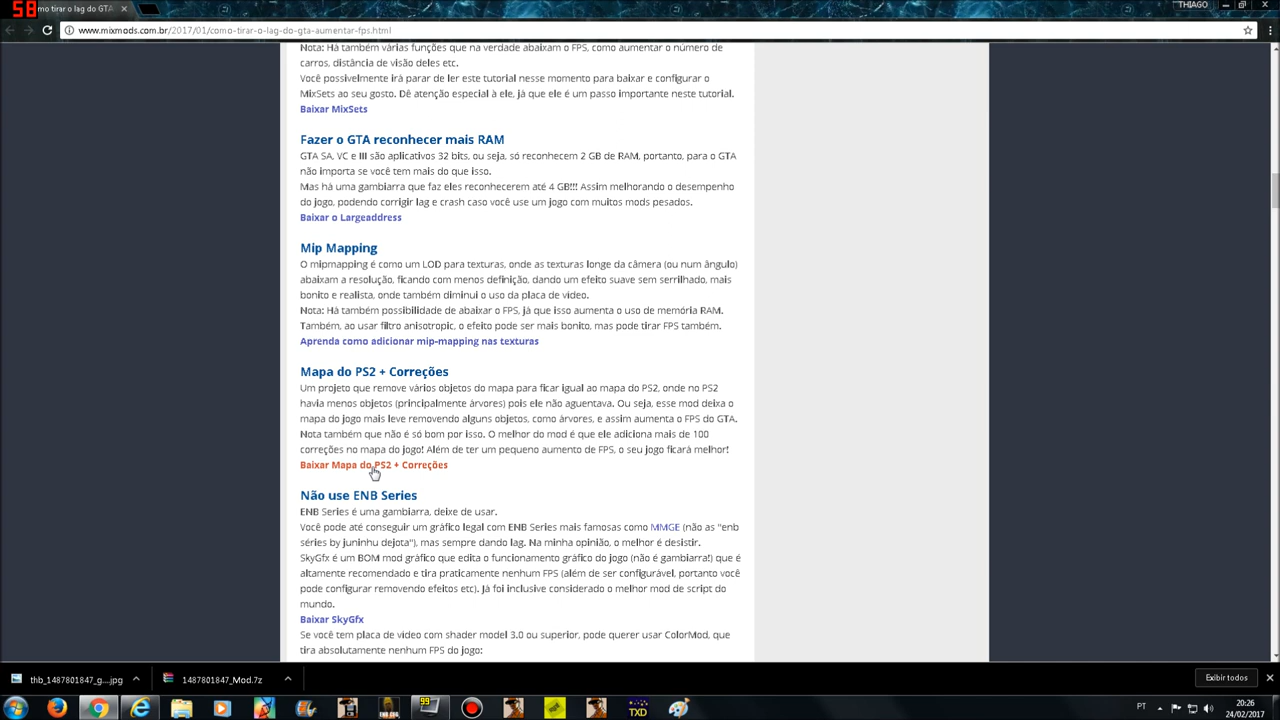 58
mo tirar o lag do GTA
THIAGO
www.mixmods.com.br/2017/01/como-tirar-o-lag-do-gta-aumentar-fps.html
Nota: Há também várias funções que na verdade abaixam o FPS, como aumentar o número de
carros, distância de visão deles etc.
Você possivelmente irá parar de ler este tutorial nesse momento para baixar e configurar o
MixSets ao seu gosto. Dê atenção especial à ele, já que ele é um passo importante neste tutorial.
Baixar MixSets
Fazer o GTA reconhecer mais RAM
GTA SA, VC e III são aplicativos 32 bits, ou seja, só reconhecem 2 GB de RAM, portanto, para o GTA
não importa se você tem mais do que isso.
Mas há uma gambiarra que faz eles reconhecerem até 4 GB!!! Assim melhorando o desempenho
do jogo, podendo corrigir lag e crash caso você use um jogo com muitos mods pesados.
Baixar o Largeaddress
Mip Mapping
O mipmapping é como um LOD para texturas, onde as texturas longe da câmera (ou num ângulo)
abaixam a resolução, ficando com menos definição, dando um efeito suave sem serrilhado, mais
bonito e realista, onde também diminui o uso da placa de vídeo.
Nota: Há também possibilidade de abaixar o FPS, já que isso aumenta o uso de memória RAM.
Também, ao usar filtro anisotropic, o efeito pode ser mais bonito, mas pode tirar FPS também.
Aprenda como adicionar mip-mapping nas texturas
Mapa do PS2 + Correções
Um projeto que remove vários objetos do mapa para ficar igual ao mapa do PS2, onde no PS2
havia menos objetos (principalmente árvores) pois ele não aguentava. Ou seja, esse mod deixa o
mapa do jogo mais leve removendo alguns objetos, como árvores, e assim aumenta o FPS do GTA.
Nota também que não é só bom por isso. O melhor do mod é que ele adiciona mais de 100
correções no mapa do jogo! Além de ter um pequeno aumento de FPS, o seu jogo ficará melhor!
Baixar Mapa do PS2 + Correções
Não use ENB Series
ENB Series é uma gambiarra, deixe de usar.
Você pode até conseguir um gráfico legal com ENB Series mais famosas como MMGE (não as "enb
séries by juninhu dejota"), mas sempre dando lag. Na minha opinião, o melhor é desistir.
SkyGfx é um BOM mod gráfico que edita o funcionamento gráfico do jogo (não é gambiarra!) que é
altamente recomendado e tira praticamente nenhum FPS (além de ser configurável, portanto você
pode configurar removendo efeitos etc). Já foi inclusive considerado o melhor mod de script do
mundo.
Baixar SkyGfx
Se você tem placa de vídeo com shader model 3.0 ou superior, pode querer usar ColorMod, que
tira absolutamente nenhum FPS do jogo:
thb_1487801847_g....jpg
1487801847_Mod.7z
Exibir todos
99
TXD
PT
20:26
24/02/2017